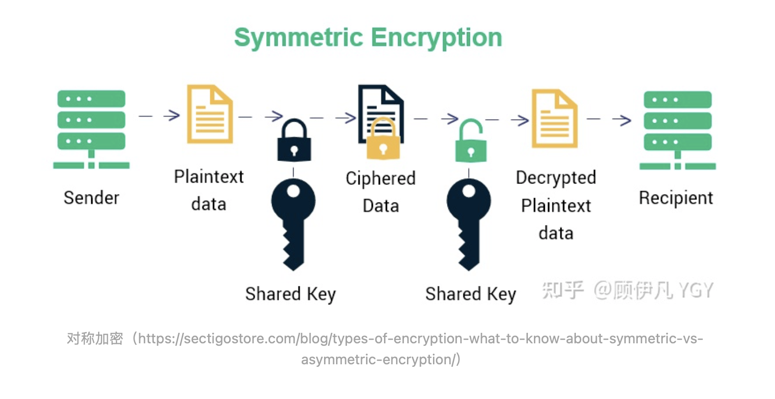 Symmetric Encryption
Sender
Plaintext
data
Shared Key
Ciphered
Data
Shared Key
Decrypted
Plaintext
data
Recipient
知乎 @顾伊凡 YGY
对称加密（https://sectigostore.com/blog/types-of-encryption-what-to-know-about-symmetric-vs-
asymmetric-encryption/)